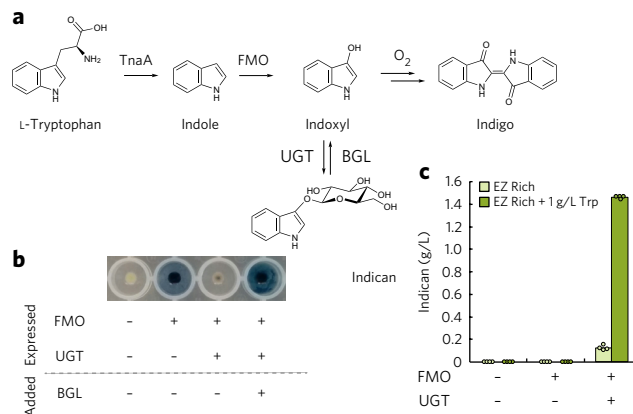 a
OH
O
NH₂
N
H
L-Tryptophan
TnaA
N
H
Indole
FMO
OH
N
H
Indoxyl
O₂
O
H
N
N
H
O
Indigo
UGT
BGL
OH
HO
O
O
OH
OH
N
H
Indican
b
Expressed
FMO – + + +
UGT – – + +
Added
BGL – – – +
c
EZ Rich
EZ Rich + 1 g/L Trp
Indican (g/L)
1.6
1.4
1.2
1.0
0.8
0.6
0.4
0.2
0
FMO – + +
UGT – – +